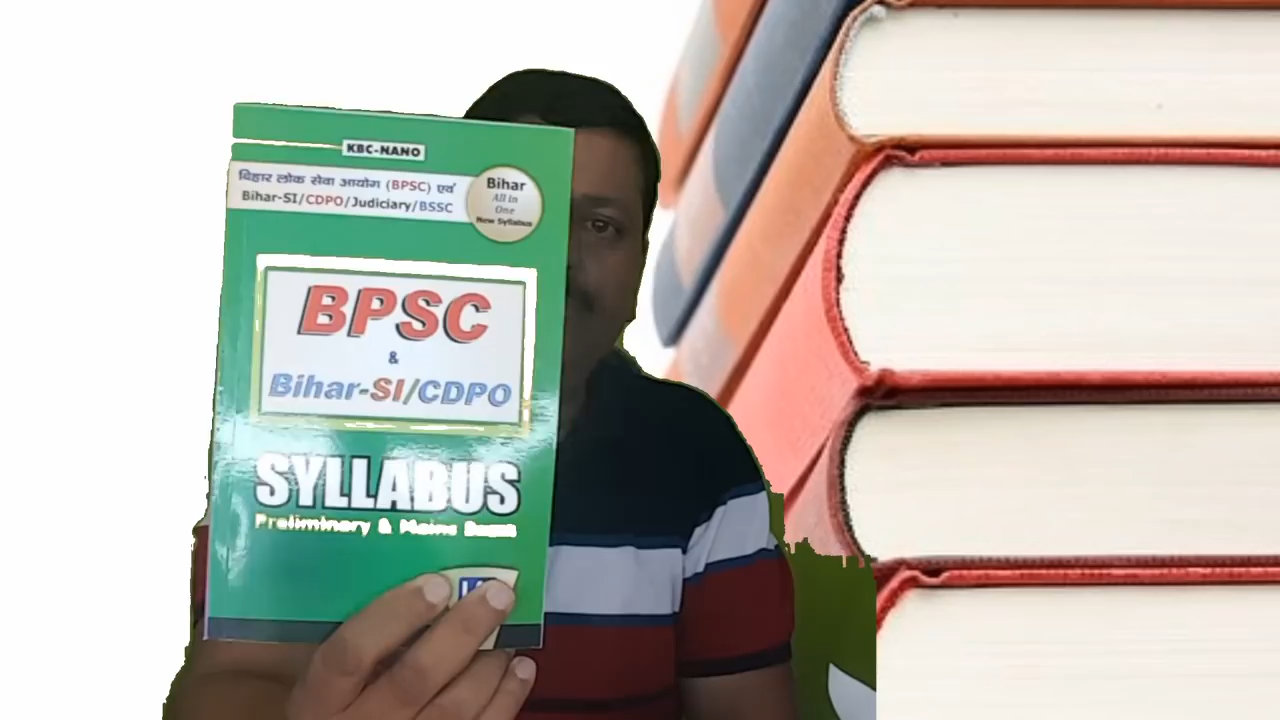 KBC-NANO
बिहार लोक सेवा आयोग (BPSC) एवं
Bihar-SI/CDPO/Judiciary/BSSC
Bihar
All in
One
New Syllabus
BPSC
&
Bihar-SI/CDPO
SYLLABUS
Preliminary & Mains